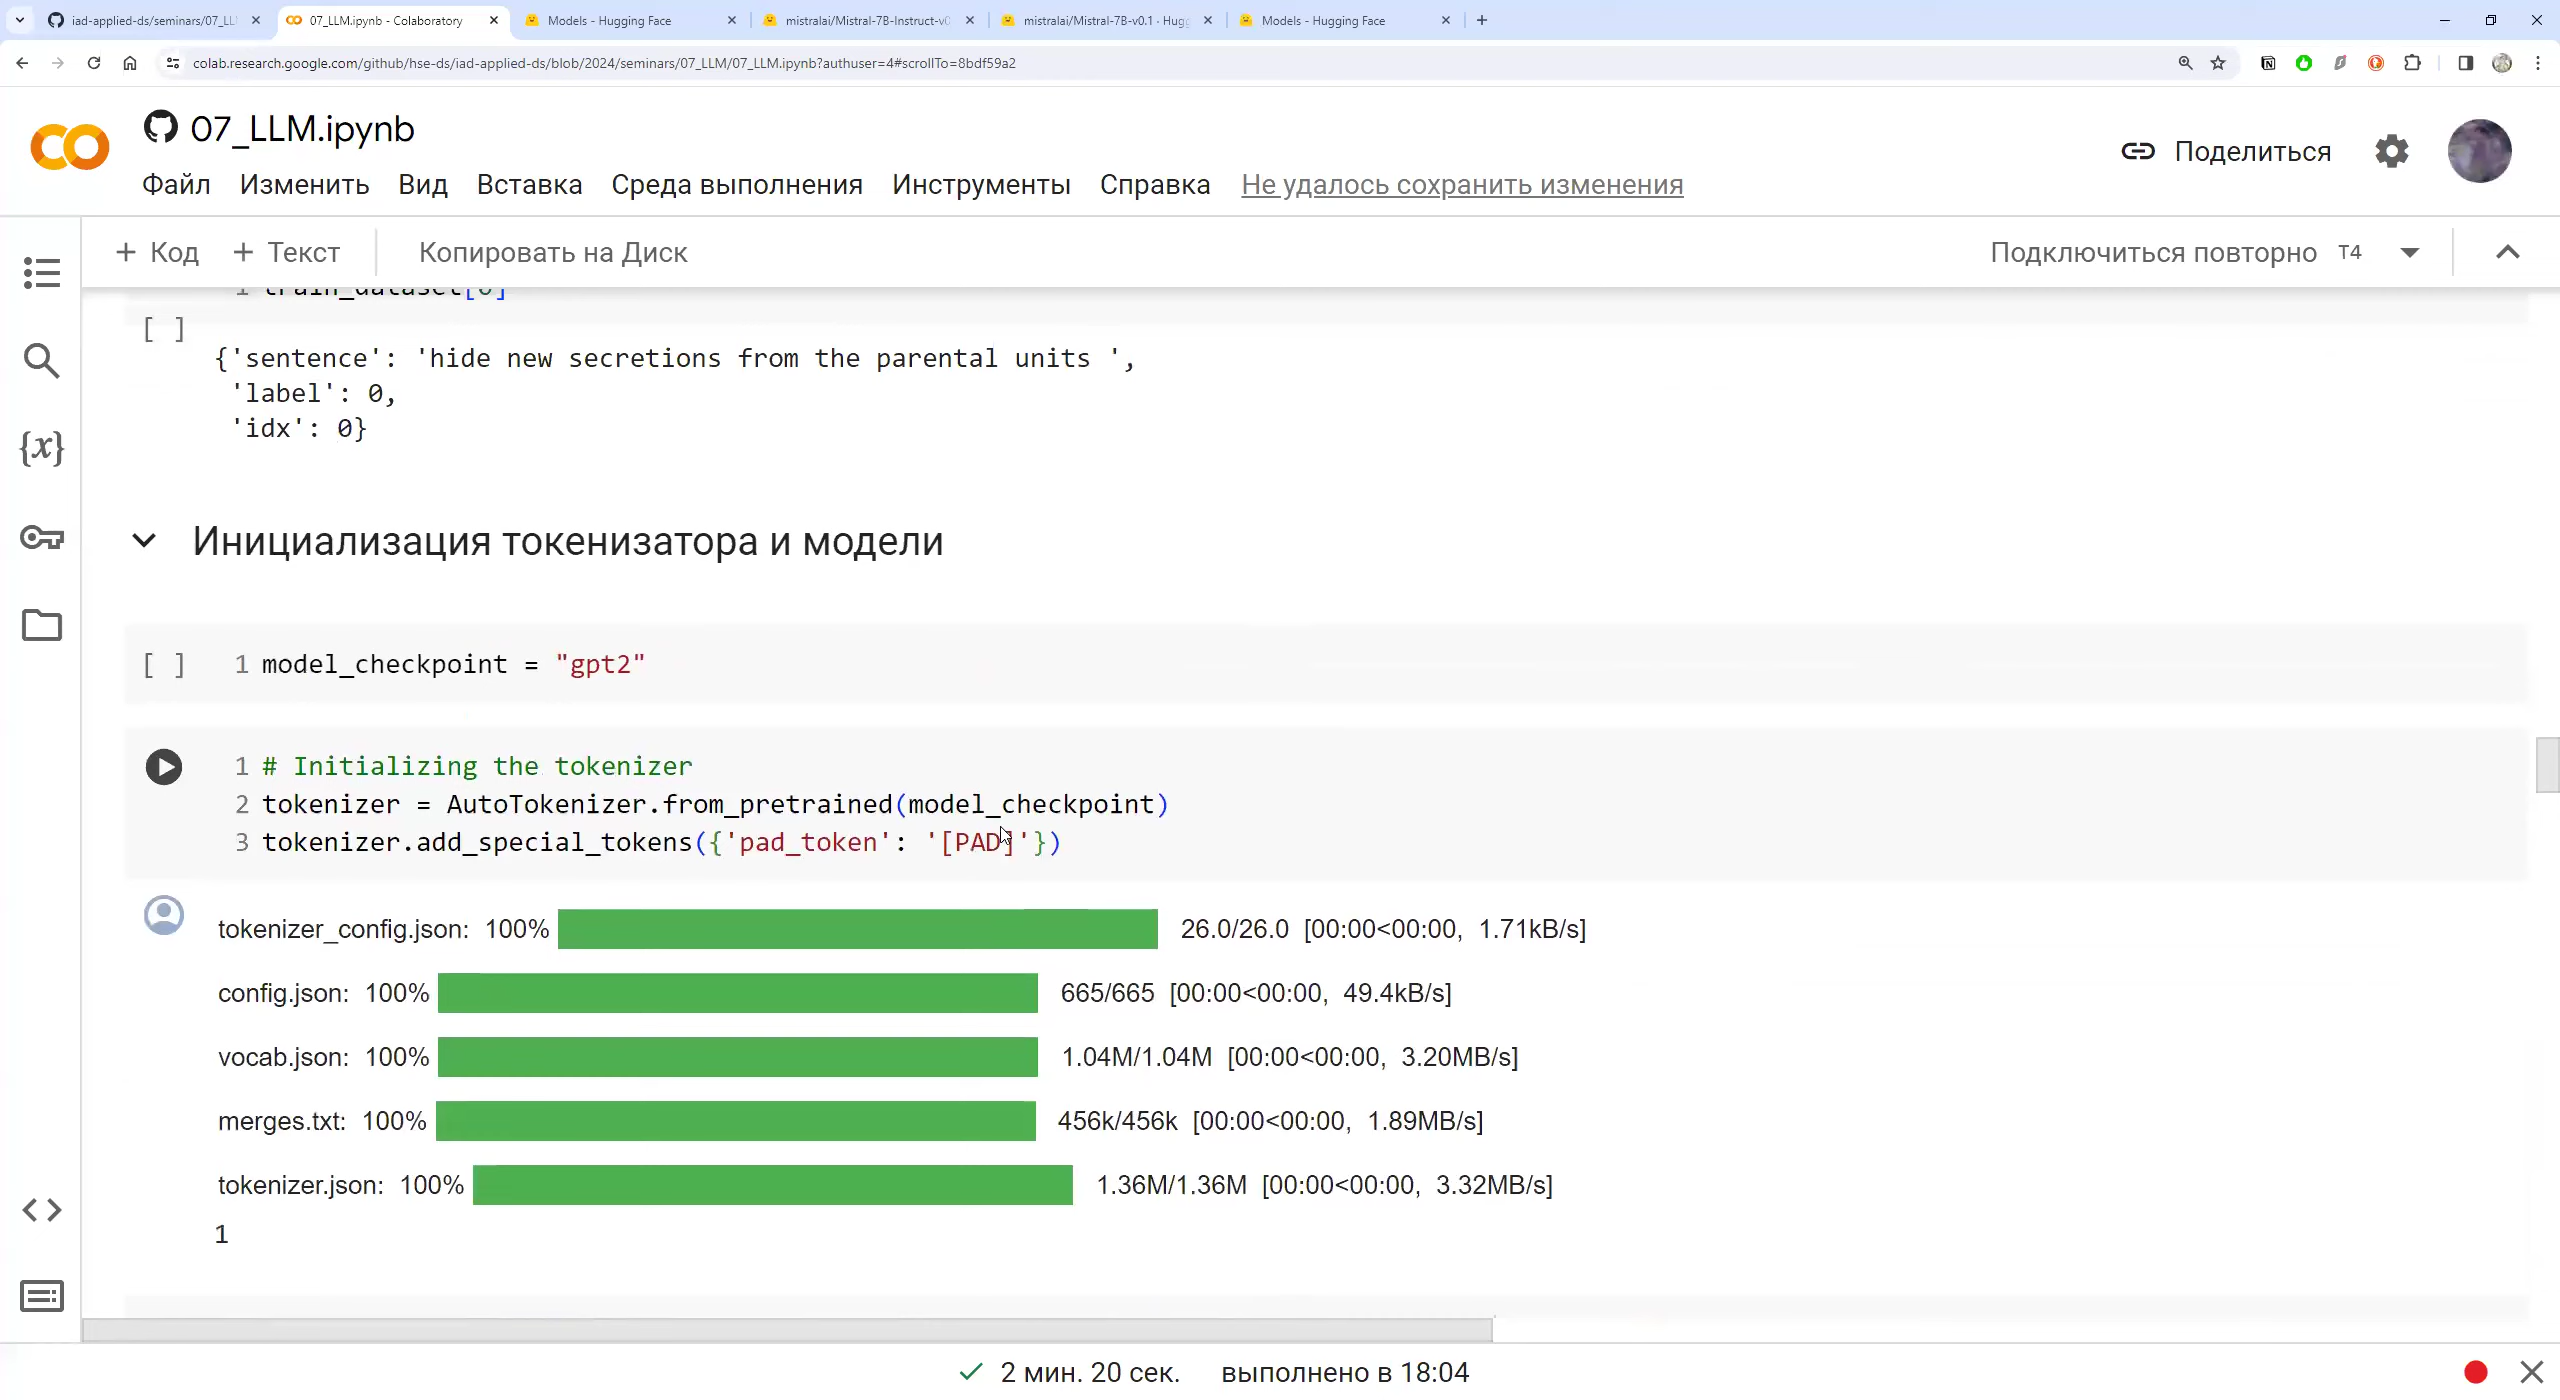 iad-applied-ds/seminars/07_LL
07_LLM.ipynb - Colaboratory
Models - Hugging Face
mistralai/Mistral-7B-Instruct-v0
mistralai/Mistral-7B-v0.1 · Hug
Models - Hugging Face
colab.research.google.com/github/hse-ds/iad-applied-ds/blob/2024/seminars/07_LLM/07_LLM.ipynb?authuser=4#scrollTo=8bdf59a2
07_LLM.ipynb
Поделиться
Файл Изменить Вид Вставка Среда выполнения Инструменты Справка Не удалось сохранить изменения
+ Код + Текст Копировать на Диск Подключиться повторно T4
1 train_dataset[0]
[ ]
{'sentence': 'hide new secretions from the parental units ',
'label': 0,
'idx': 0}
Инициализация токенизатора и модели
[ ] 1 model_checkpoint = "gpt2"
1 # Initializing the tokenizer
2 tokenizer = AutoTokenizer.from_pretrained(model_checkpoint)
3 tokenizer.add_special_tokens({'pad_token': '[PAD]'})
tokenizer_config.json: 100% 26.0/26.0 [00:00<00:00, 1.71kB/s]
config.json: 100% 665/665 [00:00<00:00, 49.4kB/s]
vocab.json: 100% 1.04M/1.04M [00:00<00:00, 3.20MB/s]
merges.txt: 100% 456k/456k [00:00<00:00, 1.89MB/s]
tokenizer.json: 100% 1.36M/1.36M [00:00<00:00, 3.32MB/s]
1
2 мин. 20 сек. выполнено в 18:04